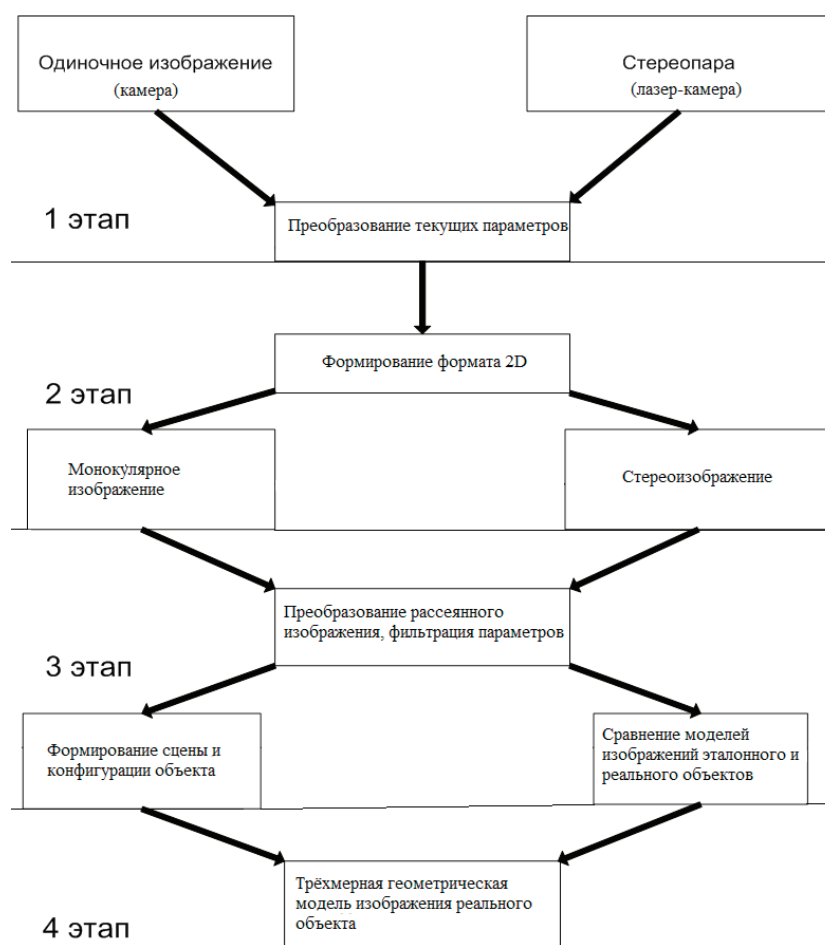 Одиночное изображение
(камера)
Стереопара
(лазер-камера)
1 этап
Преобразование текущих параметров
Формирование формата 2D
2 этап
Монокулярное
изображение
Стереоизображение
Преобразование рассеянного
изображения, фильтрация параметров
3 этап
Формирование сцены и
конфигурации объекта
Сравнение моделей
изображений эталонного и
реального объектов
Трёхмерная геометрическая
модель изображения реального
объекта
4 этап